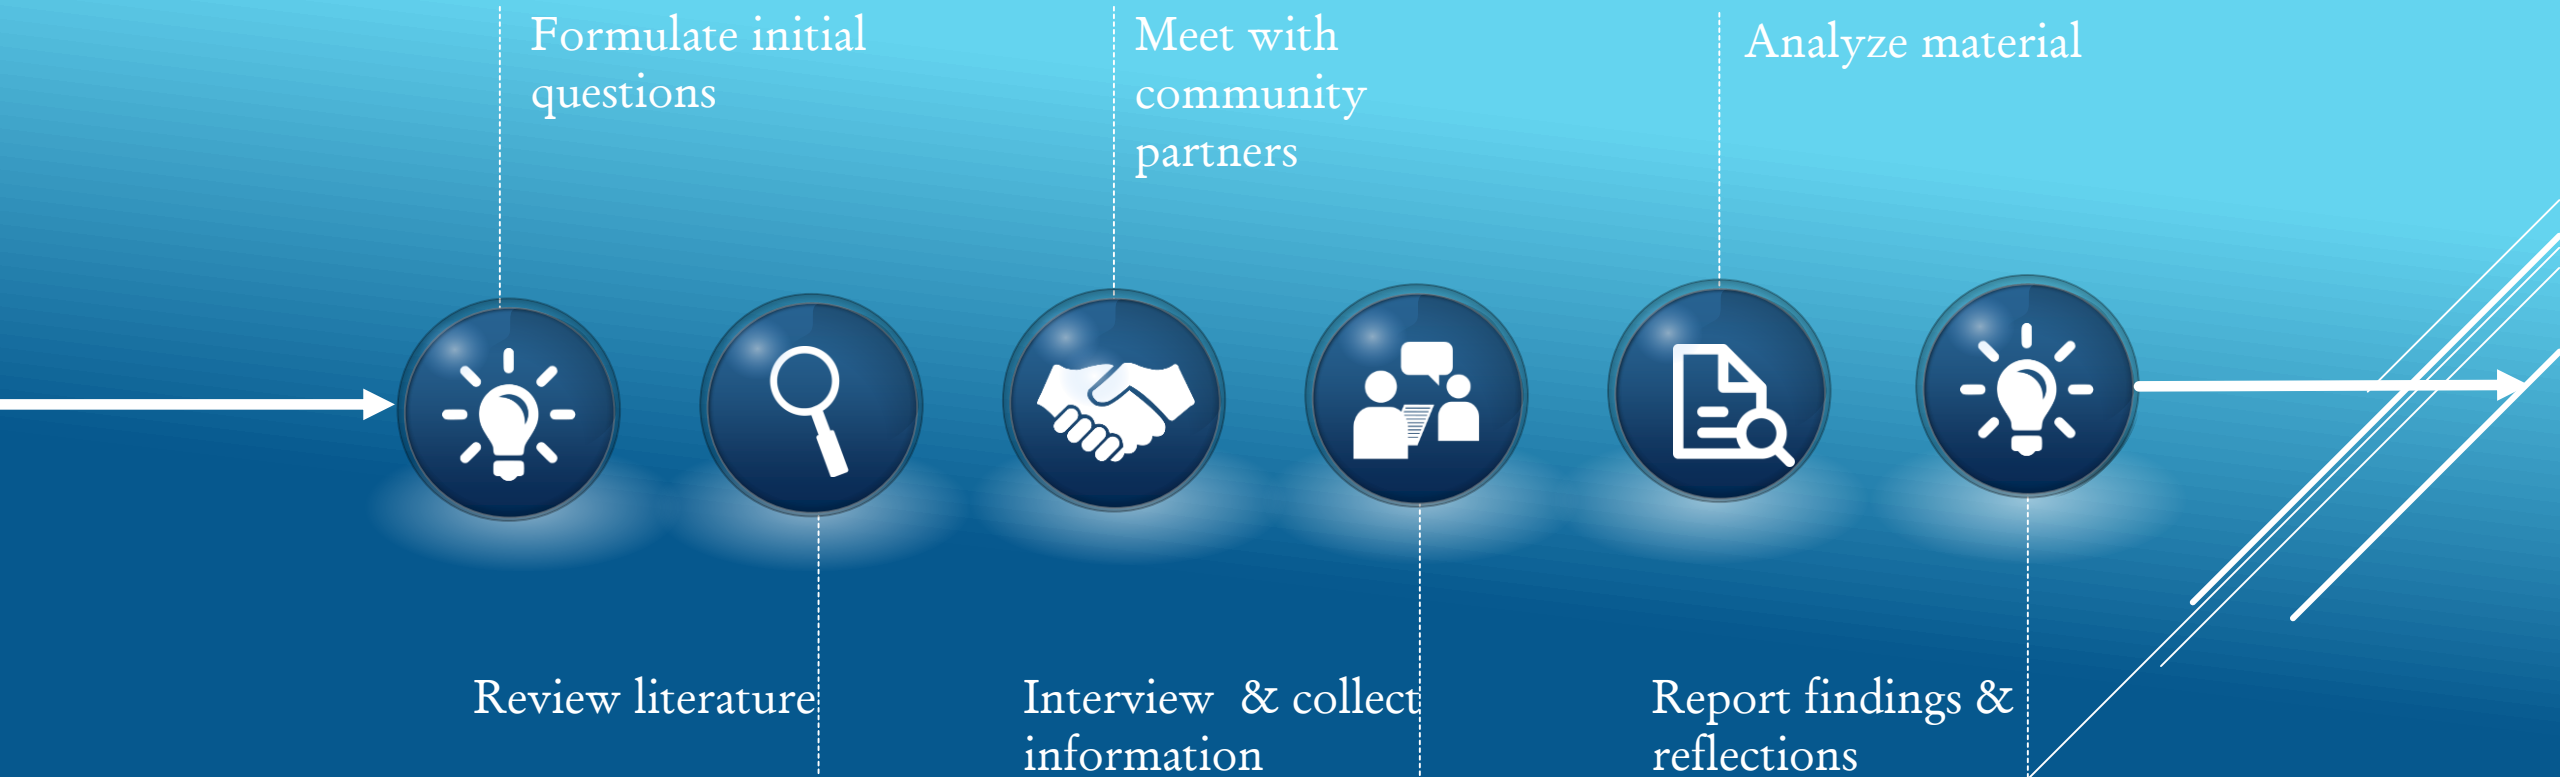 Formulate initial
questions
Meet with
community
partners
Analyze material
Review literature
Interview  & collect
information
Report findings &
reflections